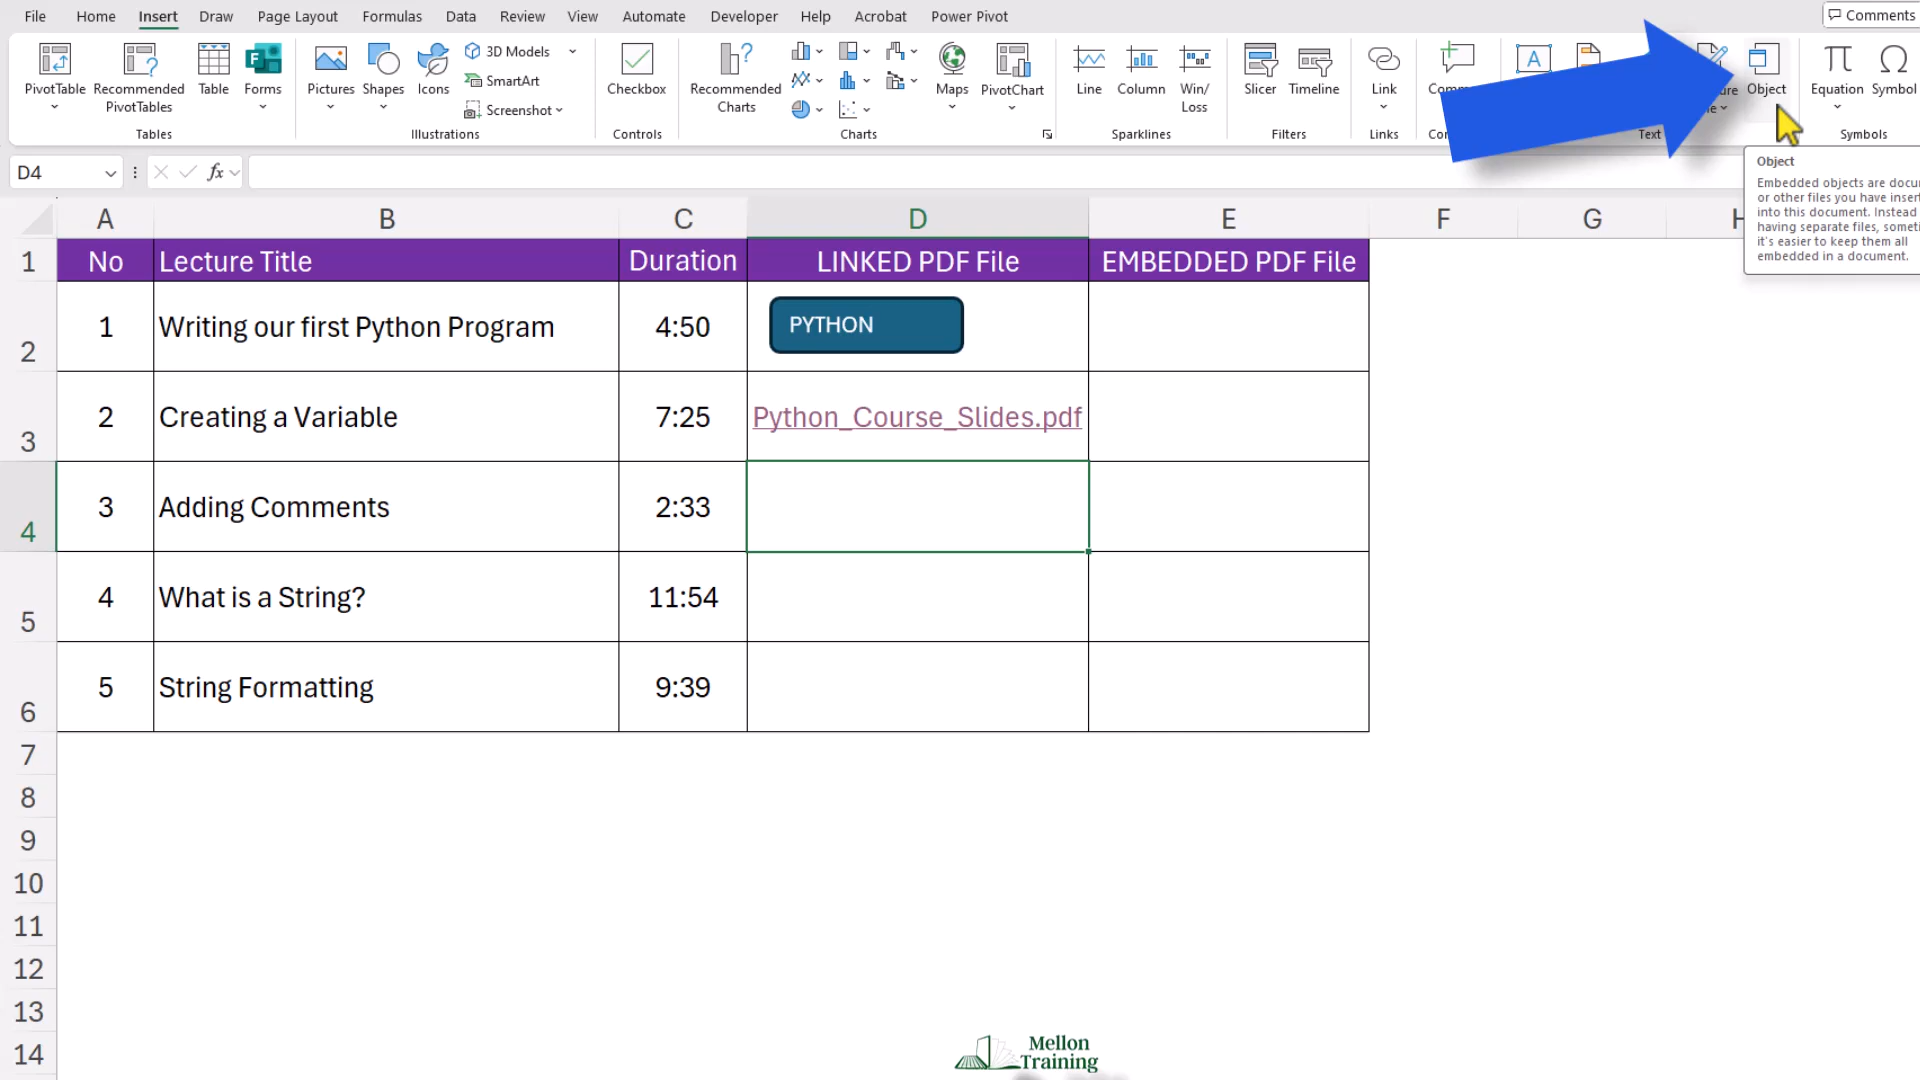 File Home Insert Draw Page Layout Formulas Data Review View Automate Developer Help Acrobat Power Pivot
Comments
PivotTable
Recommended
PivotTables
Table
Forms
Tables
Pictures
Shapes
Icons
3D Models
SmartArt
Screenshot
Illustrations
Checkbox
Controls
Recommended
Charts
Maps
PivotChart
Charts
Line
Column
Win/
Loss
Sparklines
Slicer
Timeline
Filters
Link
Links
Text
Object
Equation
Symbol
Symbols
D4
fx
Object
Embedded objects are docu
or other files you have inser
into this document. Instead
having separate files, someti
it's easier to keep them all
embedded in a document.
A B C D E F G H
1 No Lecture Title Duration LINKED PDF File EMBEDDED PDF File
2 1 Writing our first Python Program 4:50 PYTHON
3 2 Creating a Variable 7:25 Python_Course_Slides.pdf
4 3 Adding Comments 2:33
5 4 What is a String? 11:54
6 5 String Formatting 9:39
7
8
9
10
11
12
13
14
Mellon
Training